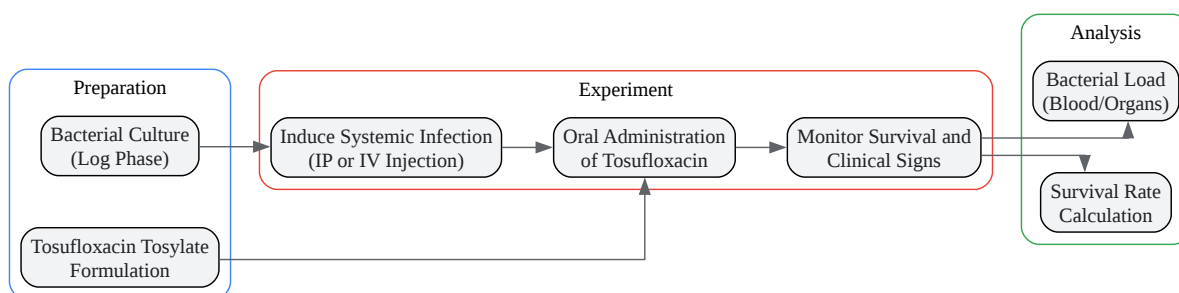 Preparation
Bacterial Culture
(Log Phase)
Tosufloxacin Tosylate
Formulation
Experiment
Induce Systemic Infection
(IP or IV Injection)
Oral Administration
of Tosufloxacin
Monitor Survival and
Clinical Signs
Analysis
Bacterial Load
(Blood/Organs)
Survival Rate
Calculation